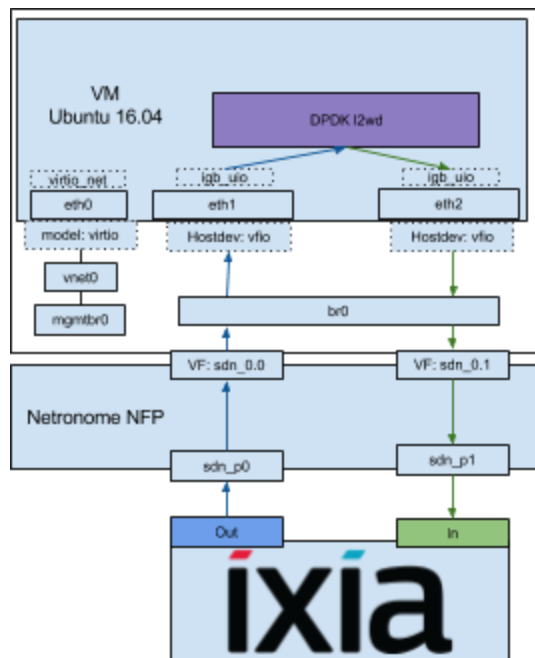 VM
Ubuntu 16.04
DPDK l2wd
virtio_net
igb_uio
igb_uio
eth0
eth1
eth2
model: virtio
Hostdev: vfio
Hostdev: vfio
vnet0
mgmtbr0
br0
VF: sdn_0.0
VF: sdn_0.1
Netronome NFP
sdn_p0
sdn_p1
Out
In
ixia